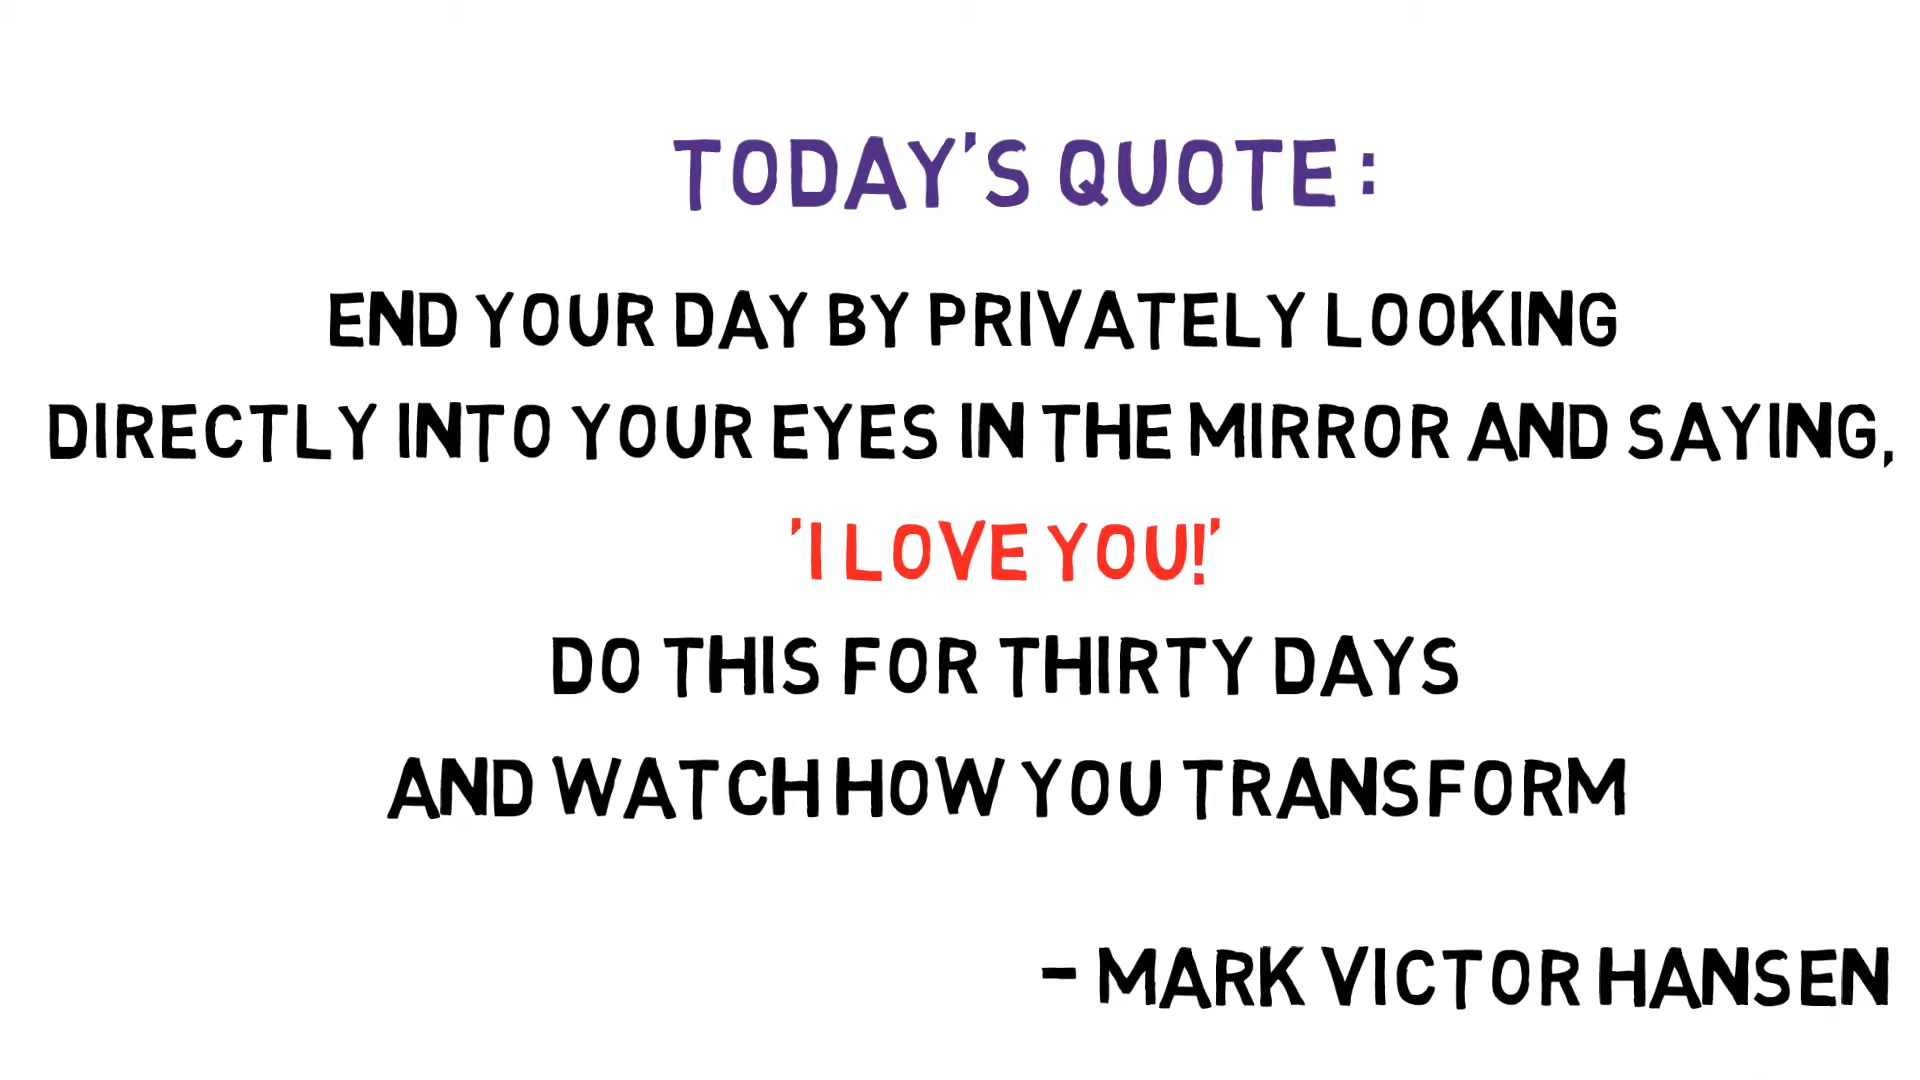 TODAY'S QUOTE :
END YOUR DAY BY PRIVATELY LOOKING
DIRECTLY INTO YOUR EYES IN THE MIRROR AND SAYING,
'I LOVE YOU!'
DO THIS FOR THIRTY DAYS
AND WATCH HOW YOU TRANSFORM
- MARK VICTOR HANSEN